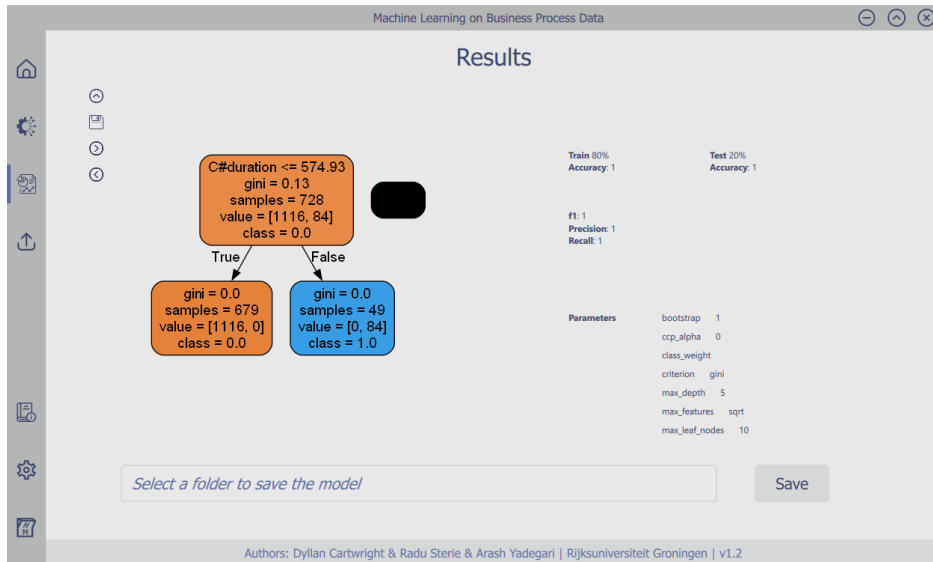 Machine Learning on Business Process Data
Results
C#duration <= 574.93
gini = 0.13
samples = 728
value = [1116, 84]
class = 0.0
True
False
gini = 0.0
samples = 679
value = [1116, 0]
class = 0.0
gini = 0.0
samples = 49
value = [0, 84]
class = 1.0
Train 80%
Accuracy: 1
Test 20%
Accuracy: 1
f1: 1
Precision: 1
Recall: 1
Parameters
bootstrap 1
ccp_alpha 0
class_weight
criterion gini
max_depth 5
max_features sqrt
max_leaf_nodes 10
Select a folder to save the model
Save
Authors: Dyllan Cartwright & Radu Sterie & Arash Yadegari | Rijksuniversiteit Groningen | v1.2